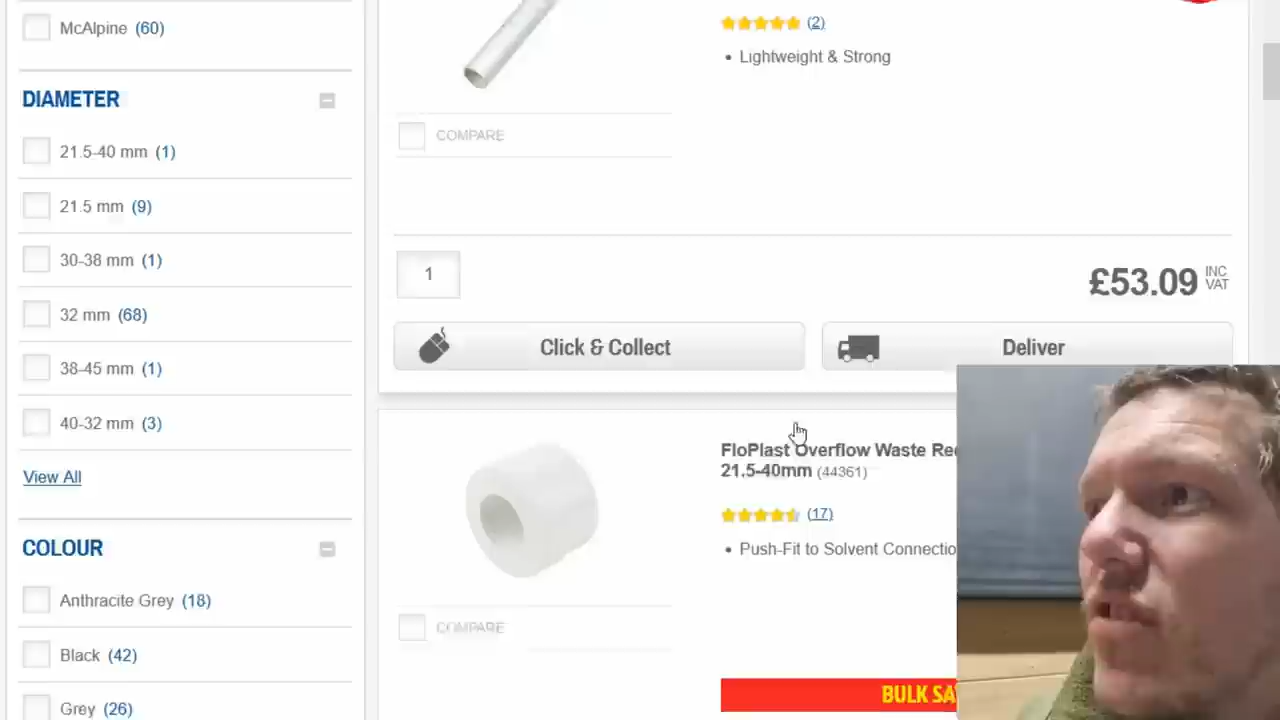 McAlpine (60)
DIAMETER
21.5-40 mm (1)
21.5 mm (9)
30-38 mm (1)
32 mm (68)
38-45 mm (1)
40-32 mm (3)
View All
COLOUR
Anthracite Grey (18)
Black (42)
Grey (26)
(2)
• Lightweight & Strong
COMPARE
1
£53.09 INC VAT
Click & Collect
Deliver
FloPlast Overflow Waste
21.5-40mm (44361)
(17)
• Push-Fit to Solvent
COMPARE
BULK